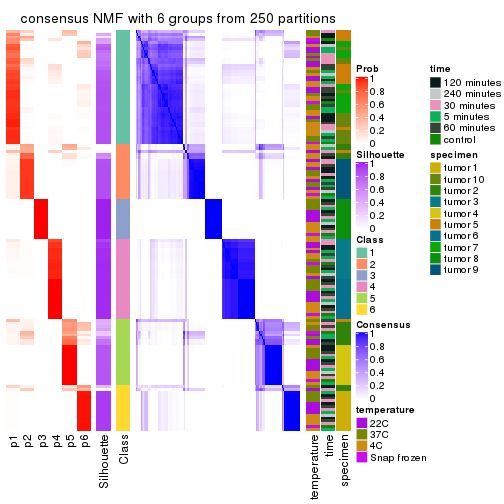 consensus NMF with 6 groups from 250 partitions
Prob
1
0.8
0.6
0.4
0.2
0
Silhouette
1
0.8
0.6
0.4
0.2
0
Class
1
2
3
4
5
6
Consensus
1
0.8
0.6
0.4
0.2
0
temperature
22C
37C
4C
Snap frozen
time
120 minutes
240 minutes
30 minutes
5 minutes
60 minutes
control
specimen
tumor 1
tumor 10
tumor 2
tumor 3
tumor 4
tumor 5
tumor 6
tumor 7
tumor 8
tumor 9
p1
p2
p3
p4
p5
p6
Silhouette
Class
temperature
time
specimen